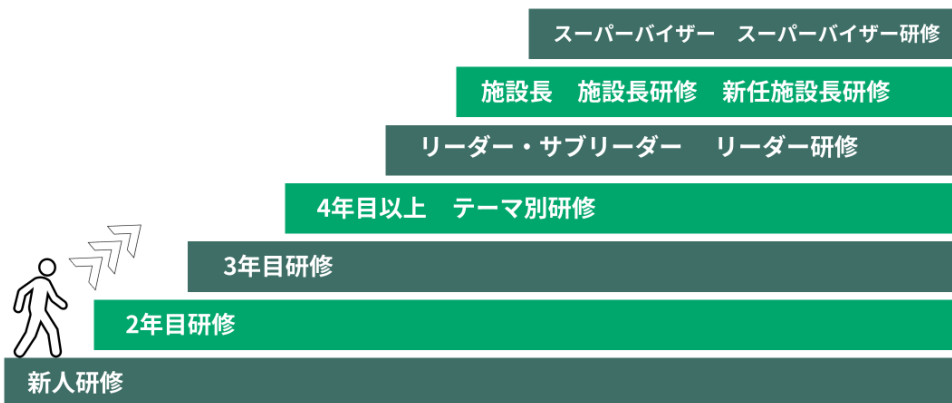 スーパーバイザー　スーパーバイザー研修
施設長　施設長研修　新任施設長研修
リーダー・サブリーダー　リーダー研修
4年目以上　テーマ別研修
3年目研修
2年目研修
新人研修